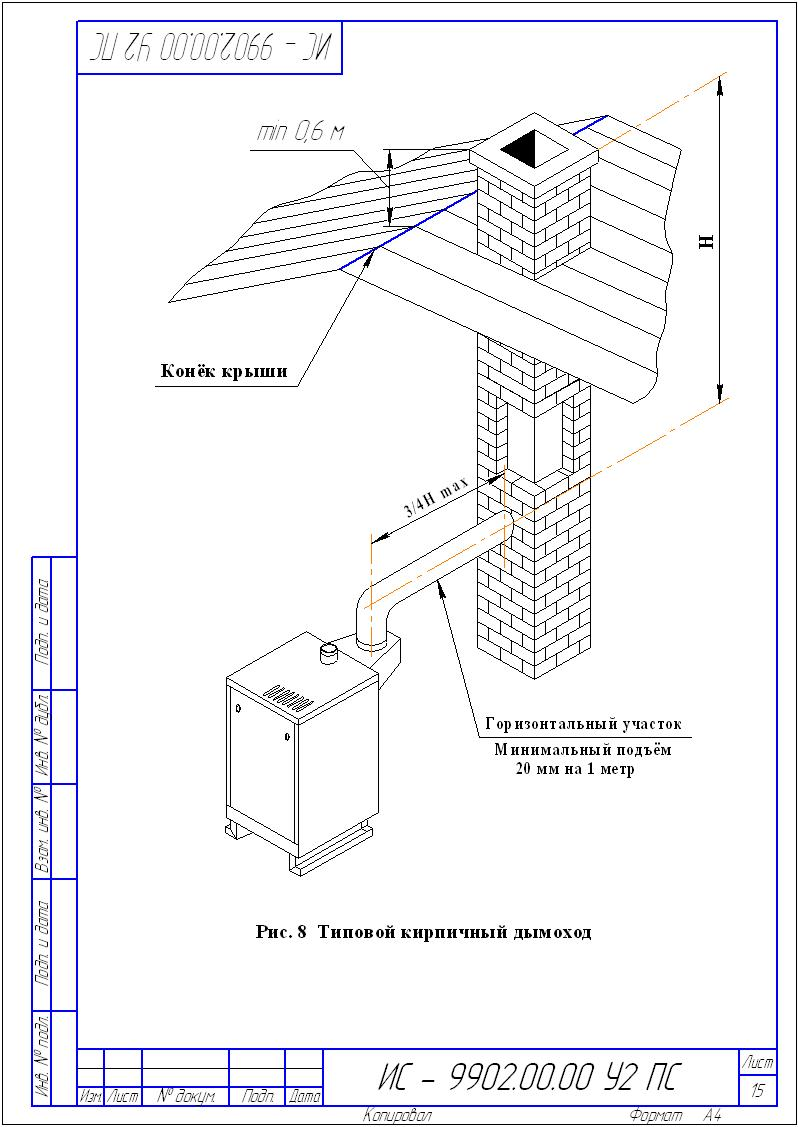 ИС - 9902.00.00 У2 ПС
min 0,6 м
H
Конёк крыши
3/4H max
Горизонтальный участок
Минимальный подъём
20 мм на 1 метр
Рис. 8 Типовой кирпичный дымоход
Подп. и дата
Инв. № дубл.
Взам. инв. №
Подп. и дата
Инв. № подл.
Изм. Лист № докум. Подп. Дата
ИС - 9902.00.00 У2 ПС
Лист
15
Копировал Формат А4